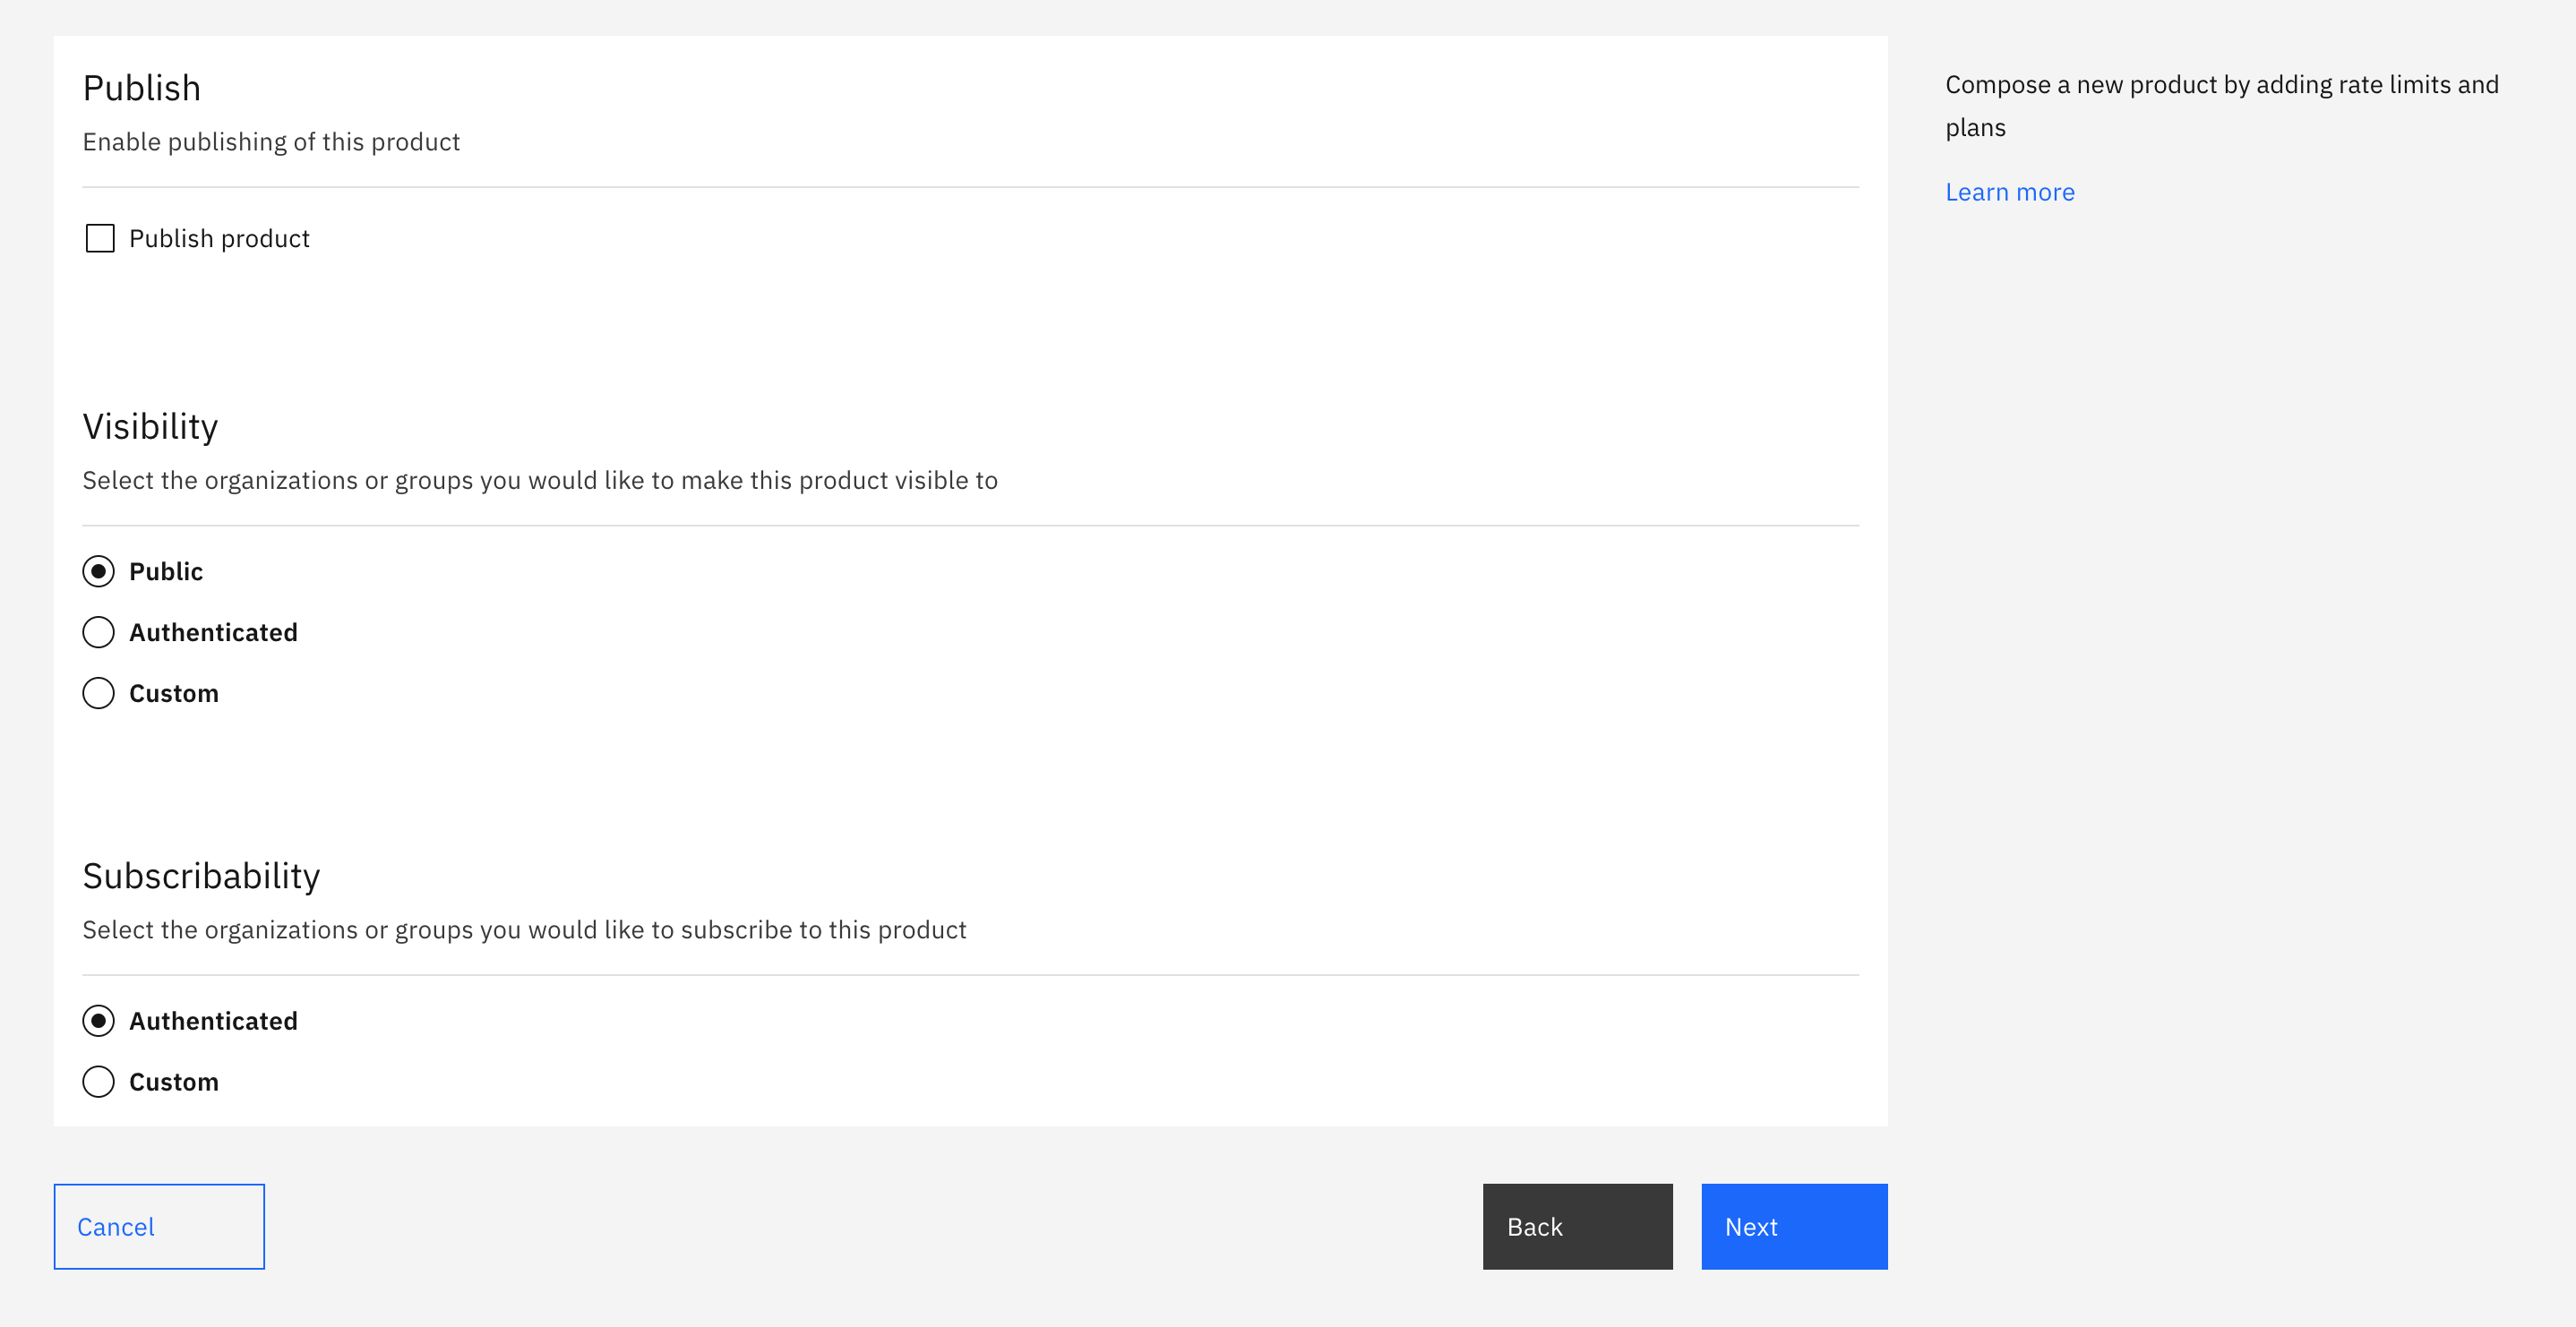 Publish
Enable publishing of this product
Publish product
Visibility
Select the organizations or groups you would like to make this product visible to
Public
Authenticated
Custom
Subscribability
Select the organizations or groups you would like to subscribe to this product
Authenticated
Custom
Cancel
Back
Next
Compose a new product by adding rate limits and
plans
Learn more